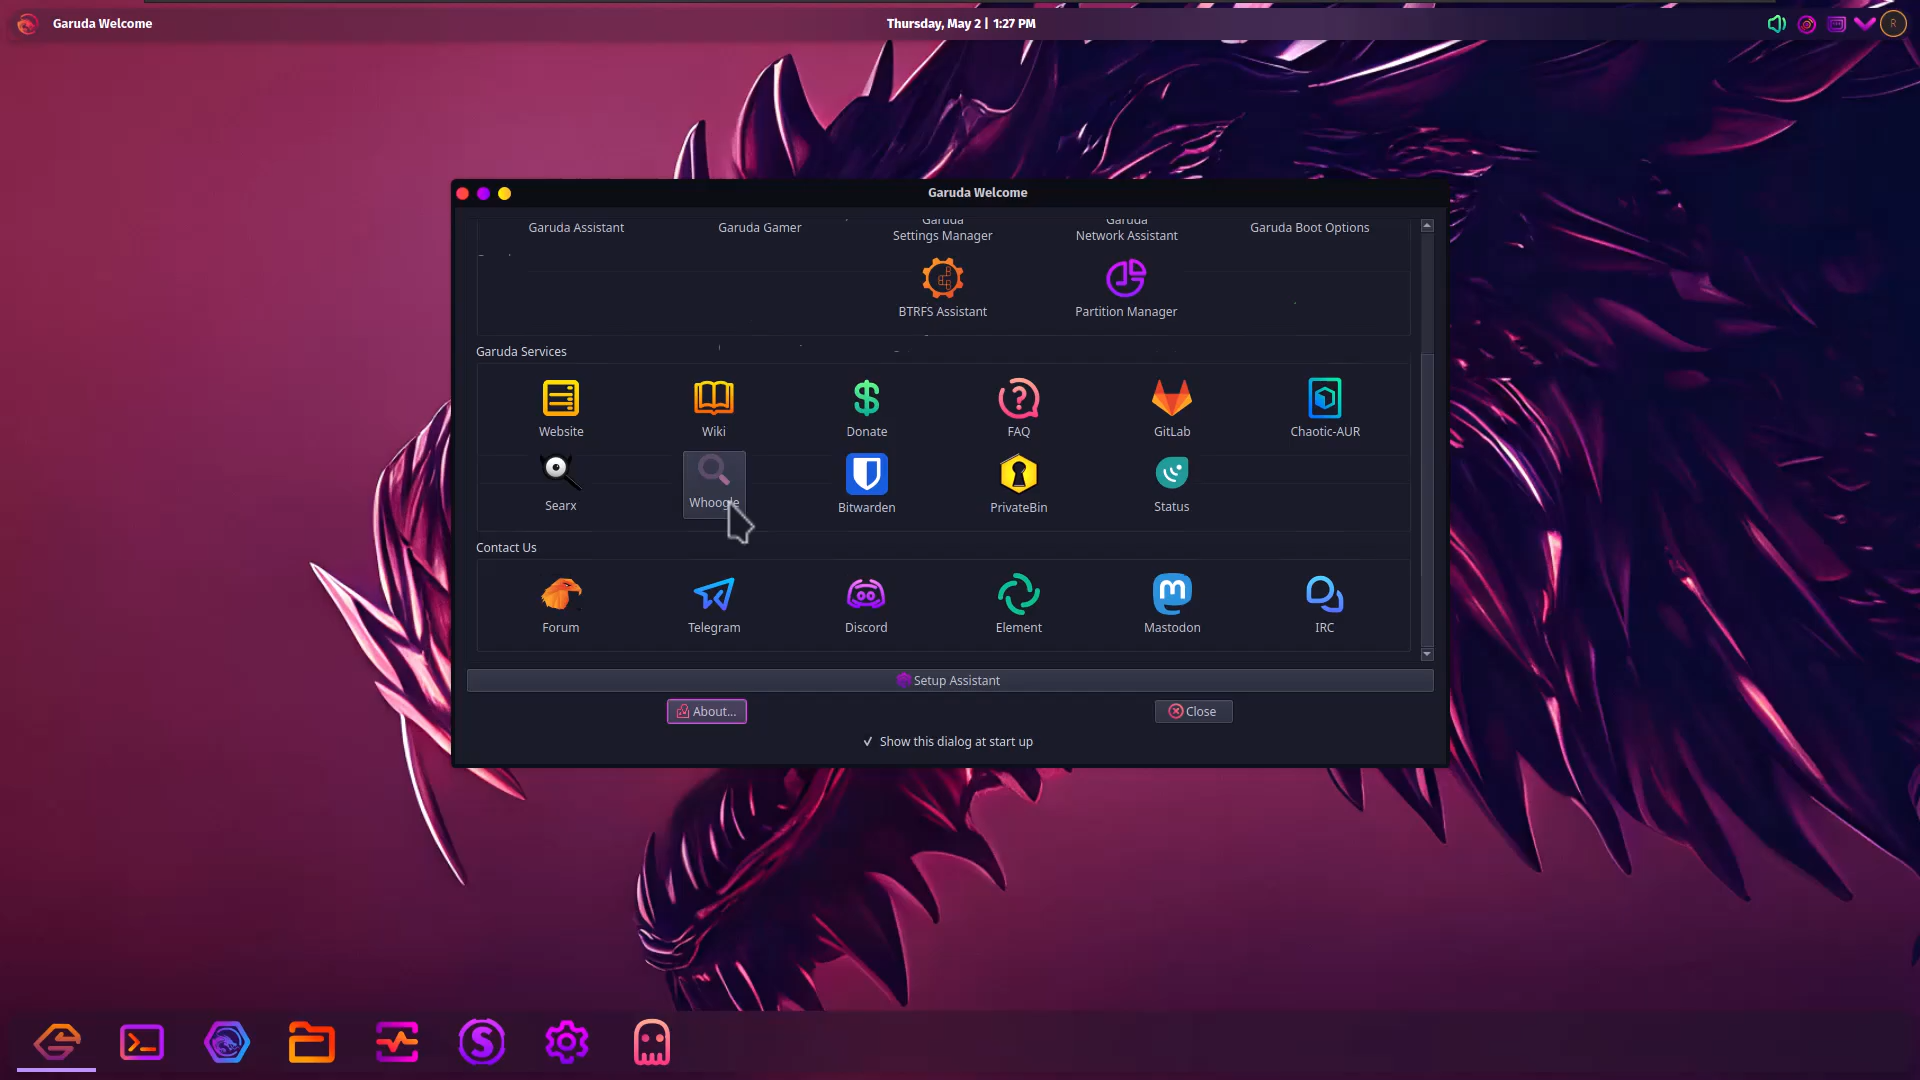 Garuda Welcome
Thursday, May 2 | 1:27 PM
R
Garuda Welcome
Garuda Assistant
Garuda Gamer
Garuda
Settings Manager
Garuda
Network Assistant
Garuda Boot Options
BTRFS Assistant
Partition Manager
Garuda Services
Website
Wiki
Donate
FAQ
GitLab
Chaotic-AUR
Searx
Whoogle
Bitwarden
PrivateBin
Status
Contact Us
Forum
Telegram
Discord
Element
Mastodon
IRC
Setup Assistant
About...
Close
Show this dialog at start up